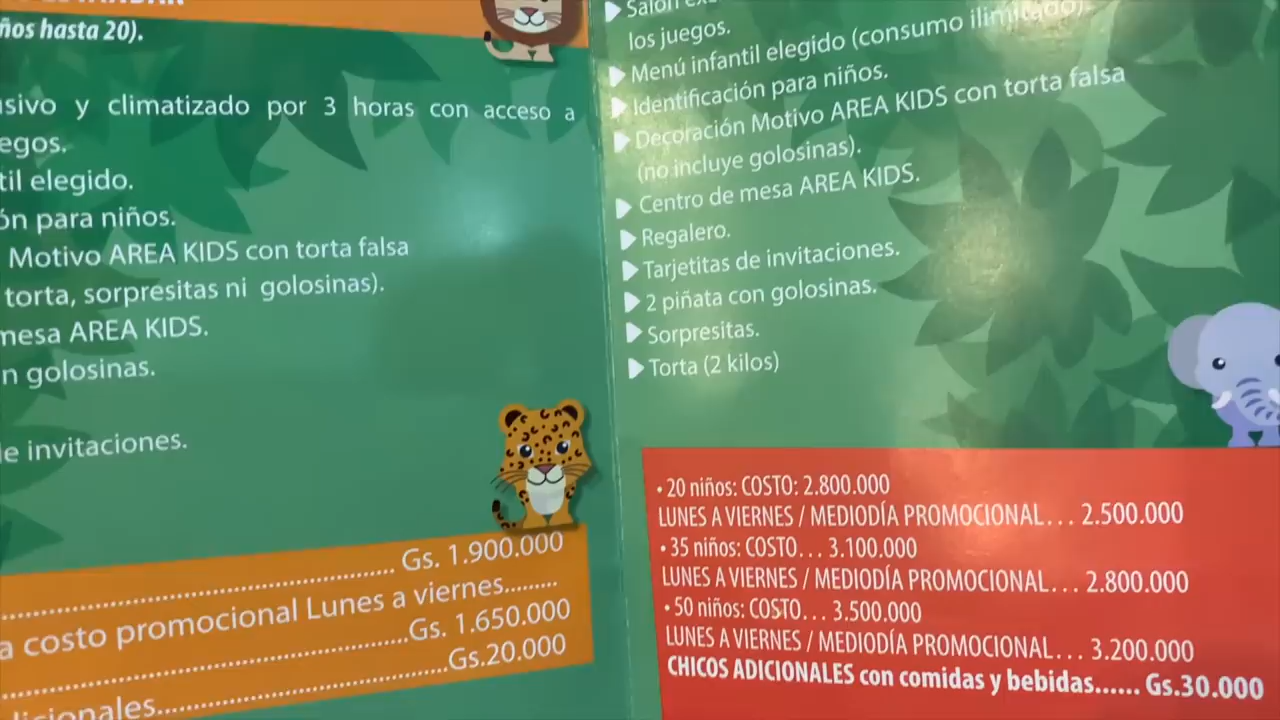 ños hasta 20).
usivo y climatizado por 3 horas con acceso a
egos.
til elegido.
ón para niños.
Motivo AREA KIDS con torta falsa
torta, sorpresitas ni golosinas).
mesa AREA KIDS.
n golosinas.
de invitaciones.
Gs. 1.900.000
a costo promocional Lunes a viernes........
Gs. 1.650.000
dicionales.....Gs.20.000
Salón
los juegos.
Menú infantil elegido (consumo ilimitado).
Identificación para niños.
Decoración Motivo AREA KIDS con torta falsa
(no incluye golosinas).
Centro de mesa AREA KIDS.
Regalero.
Tarjetitas de invitaciones.
2 piñata con golosinas.
Sorpresitas.
Torta (2 kilos)
• 20 niños: COSTO: 2.800.000
LUNES A VIERNES / MEDIODÍA PROMOCIONAL... 2.500.000
• 35 niños: COSTO... 3.100.000
LUNES A VIERNES / MEDIODÍA PROMOCIONAL... 2.800.000
• 50 niños: COSTO... 3.500.000
LUNES A VIERNES / MEDIODÍA PROMOCIONAL... 3.200.000
CHICOS ADICIONALES con comidas y bebidas...... Gs.30.000